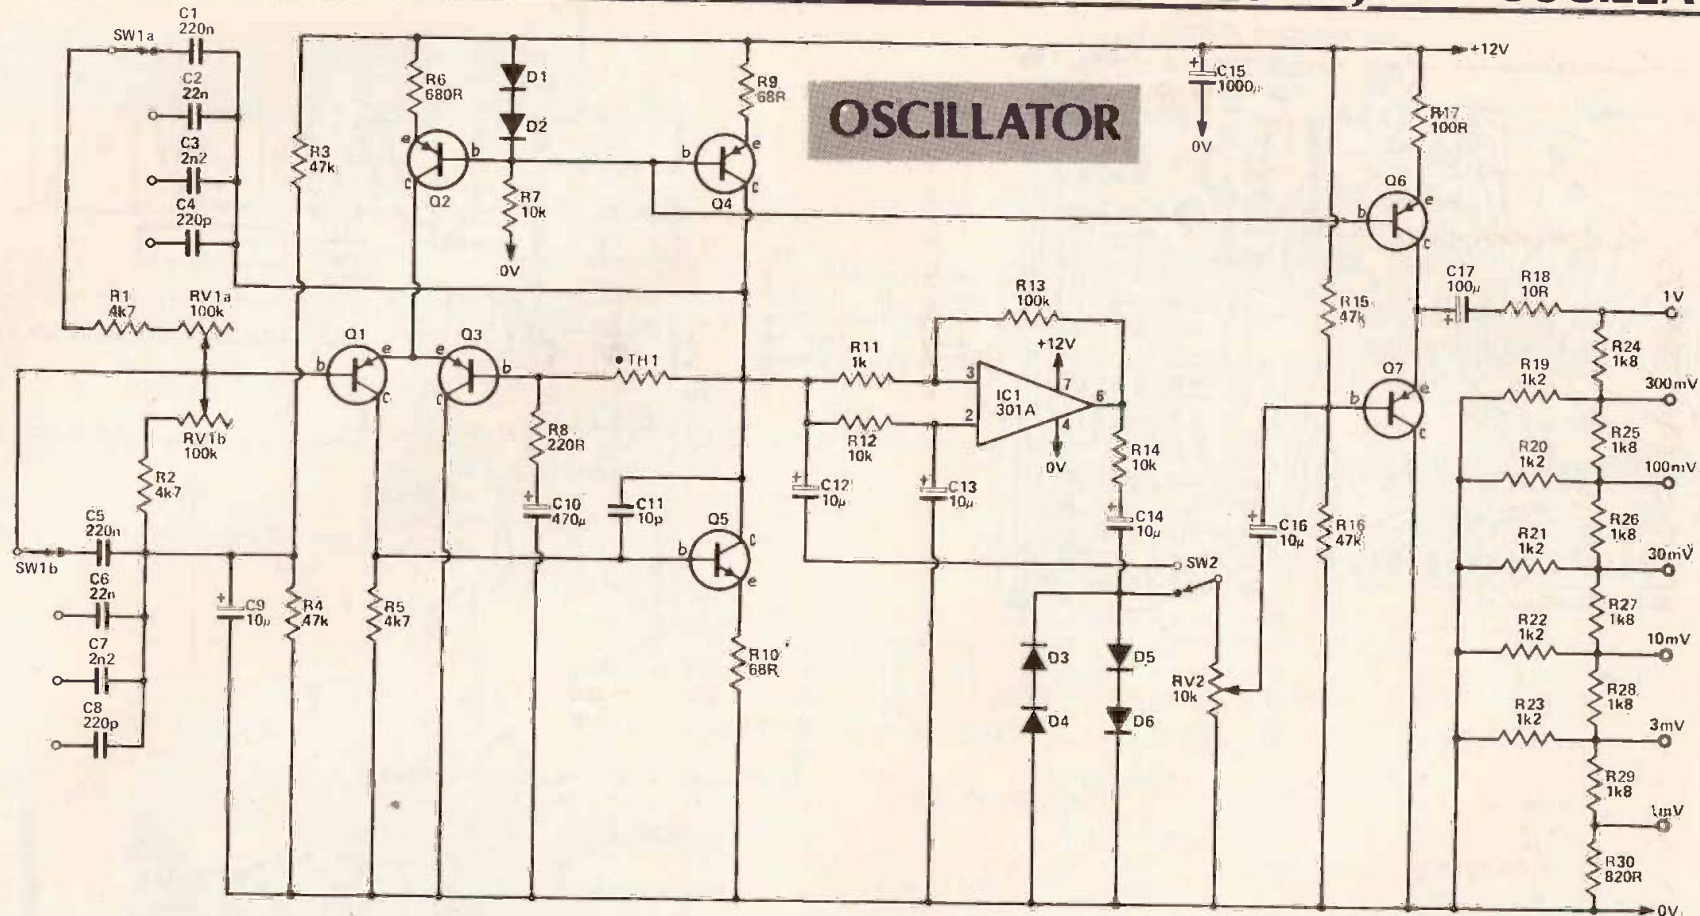 OSCILLATOR
SW1a
C1
220n
C2
22n
C3
2n2
C4
220p
R1
4k7
RV1a
100k
RV1b
100k
R2
4k7
SW1b
C5
220n
C6
22n
C7
2n2
C8
220p
C9
10μ
R3
47k
R4
47k
R5
4k7
R6
680R
D1
D2
b
e
c
Q2
R7
10k
0V
R9
68R
b
e
c
Q4
Q1
b
e
c
Q3
e
b
c
TH1
R8
220R
C10
470μ
C11
10p
Q5
b
c
e
R10
68R
R11
1k
R12
10k
C12
10μ
C13
10μ
R13
100k
+12V
3
7
IC1
301A
6
2
4
0V
R14
10k
C14
10μ
SW2
D3
D4
D5
D6
RV2
10k
C15
1000μ
0V
+12V
R15
47k
R16
47k
C16
10μ
R17
100R
Q6
b
e
c
Q7
b
e
c
C17
100μ
R18
10R
1V
R24
1k8
R19
1k2
300mV
R25
1k8
R20
1k2
100mV
R26
1k8
R21
1k2
30mV
R27
1k8
R22
1k2
10mV
R28
1k8
R23
1k2
3mV
R29
1k8
1mV
R30
820R
0V